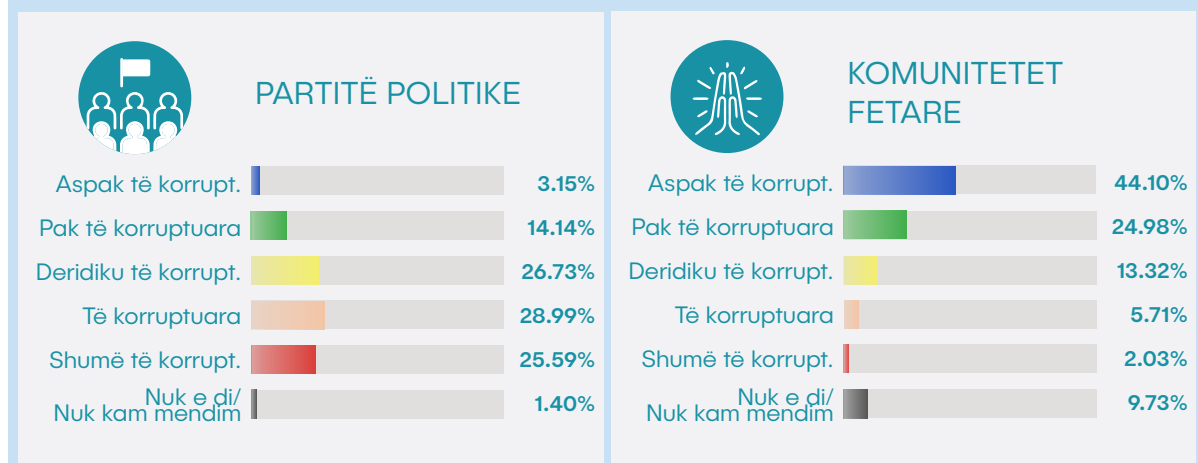 PARTITË POLITIKE
Aspak të korrupt. 3.15%
Pak të korruptuara 14.14%
Deridiku të korrupt. 26.73%
Të korruptuara 28.99%
Shumë të korrupt. 25.59%
Nuk e di/
Nuk kam mendim 1.40%
KOMUNITETET
FETARE
Aspak të korrupt. 44.10%
Pak të korruptuara 24.98%
Deridiku të korrupt. 13.32%
Të korruptuara 5.71%
Shumë të korrupt. 2.03%
Nuk e di/
Nuk kam mendim 9.73%